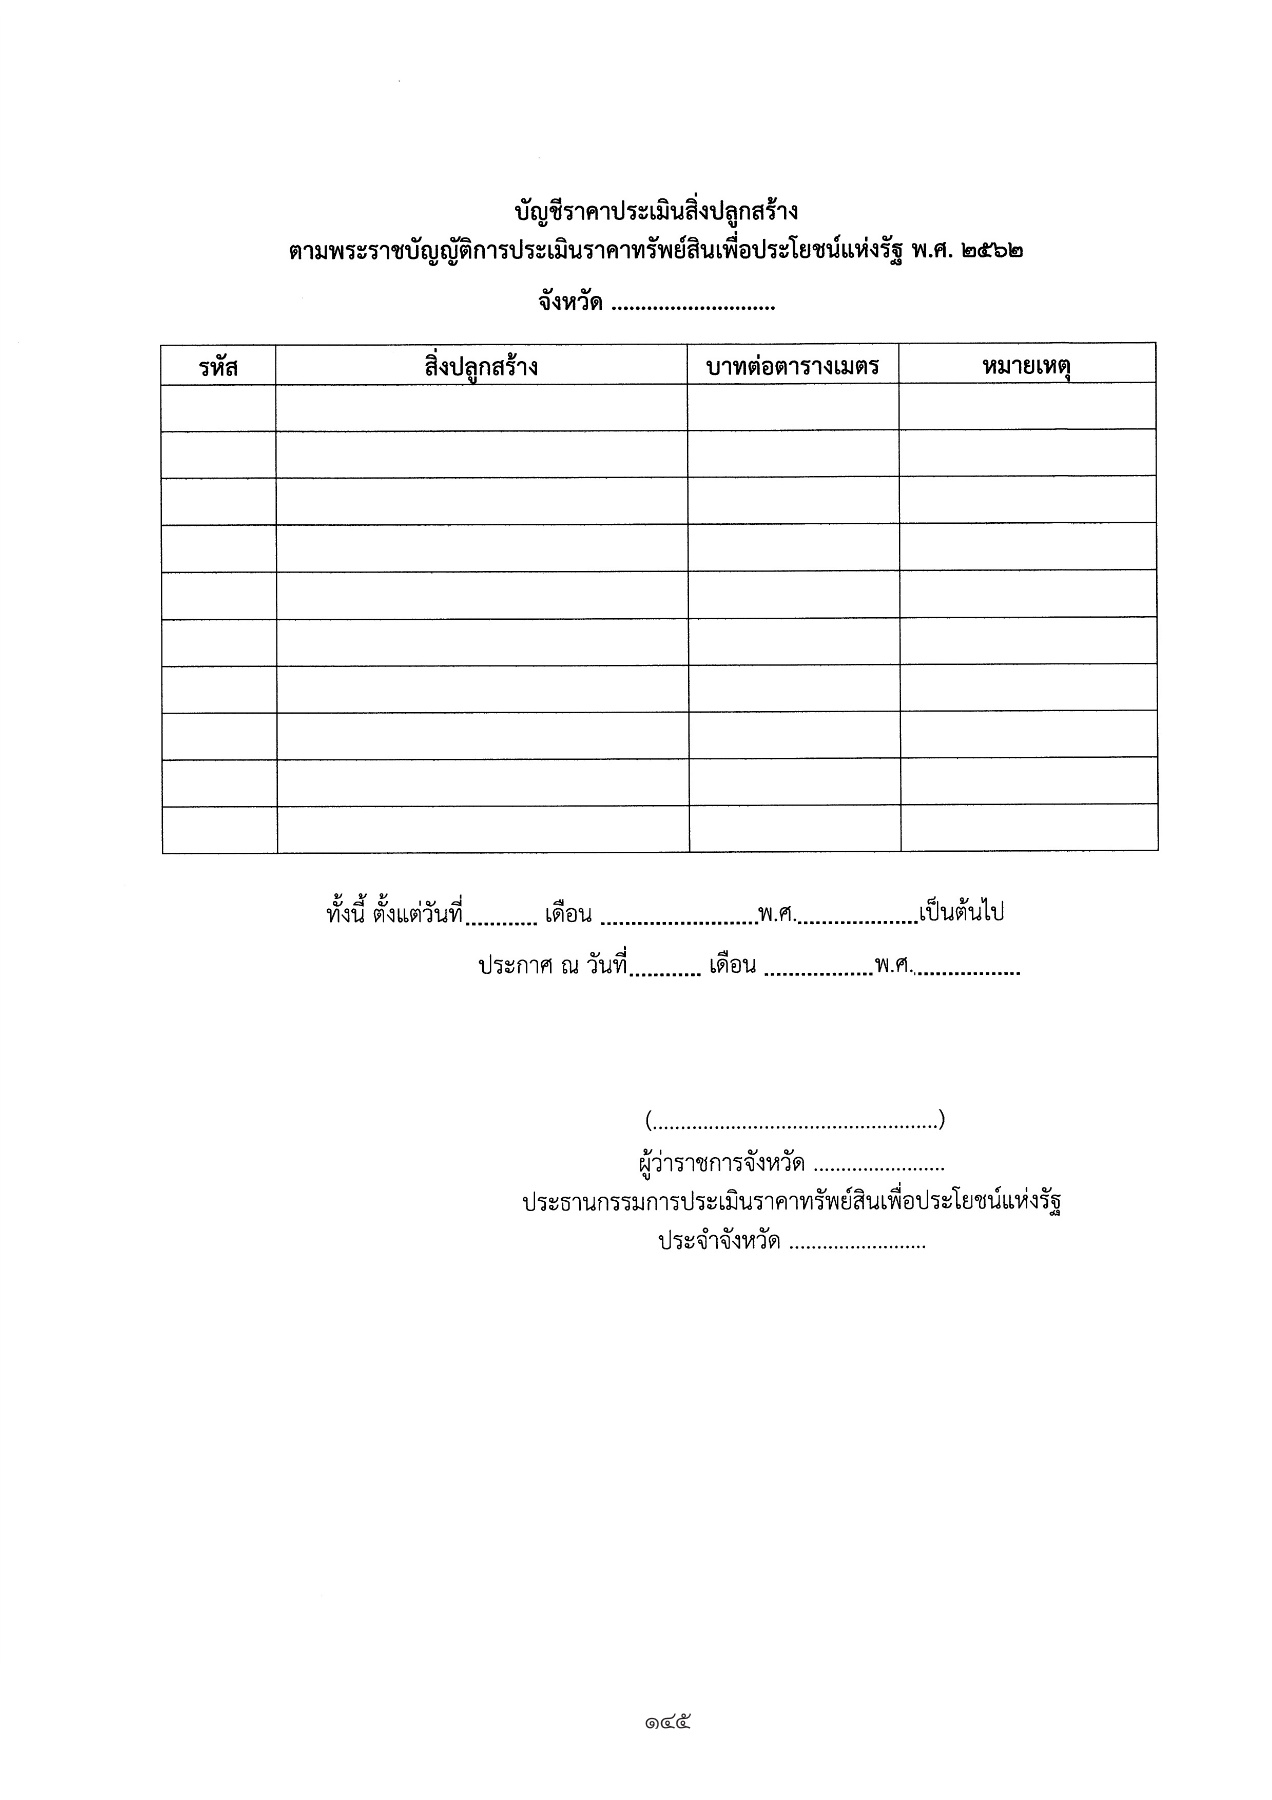 บัญชีราคาประเมินสิ่งปลูกสร้าง
ตามพระราชบัญญัติการประเมินราคาทรัพย์สินเพื่อประโยชน์แห่งรัฐ พ.ศ. ๒๕๖๒
จังหวัด ...........................
รหัส สิ่งปลูกสร้าง บาทต่อตารางเมตร หมายเหตุ
ทั้งนี้ ตั้งแต่วันที่............ เดือน ..........................พ.ศ.....................เป็นต้นไป
ประกาศ ณ วันที่............ เดือน ..................พ.ศ...................
(...................................................)
ผู้ว่าราชการจังหวัด ........................
ประธานกรรมการประเมินราคาทรัพย์สินเพื่อประโยชน์แห่งรัฐ
ประจำจังหวัด .........................
๑๔๕